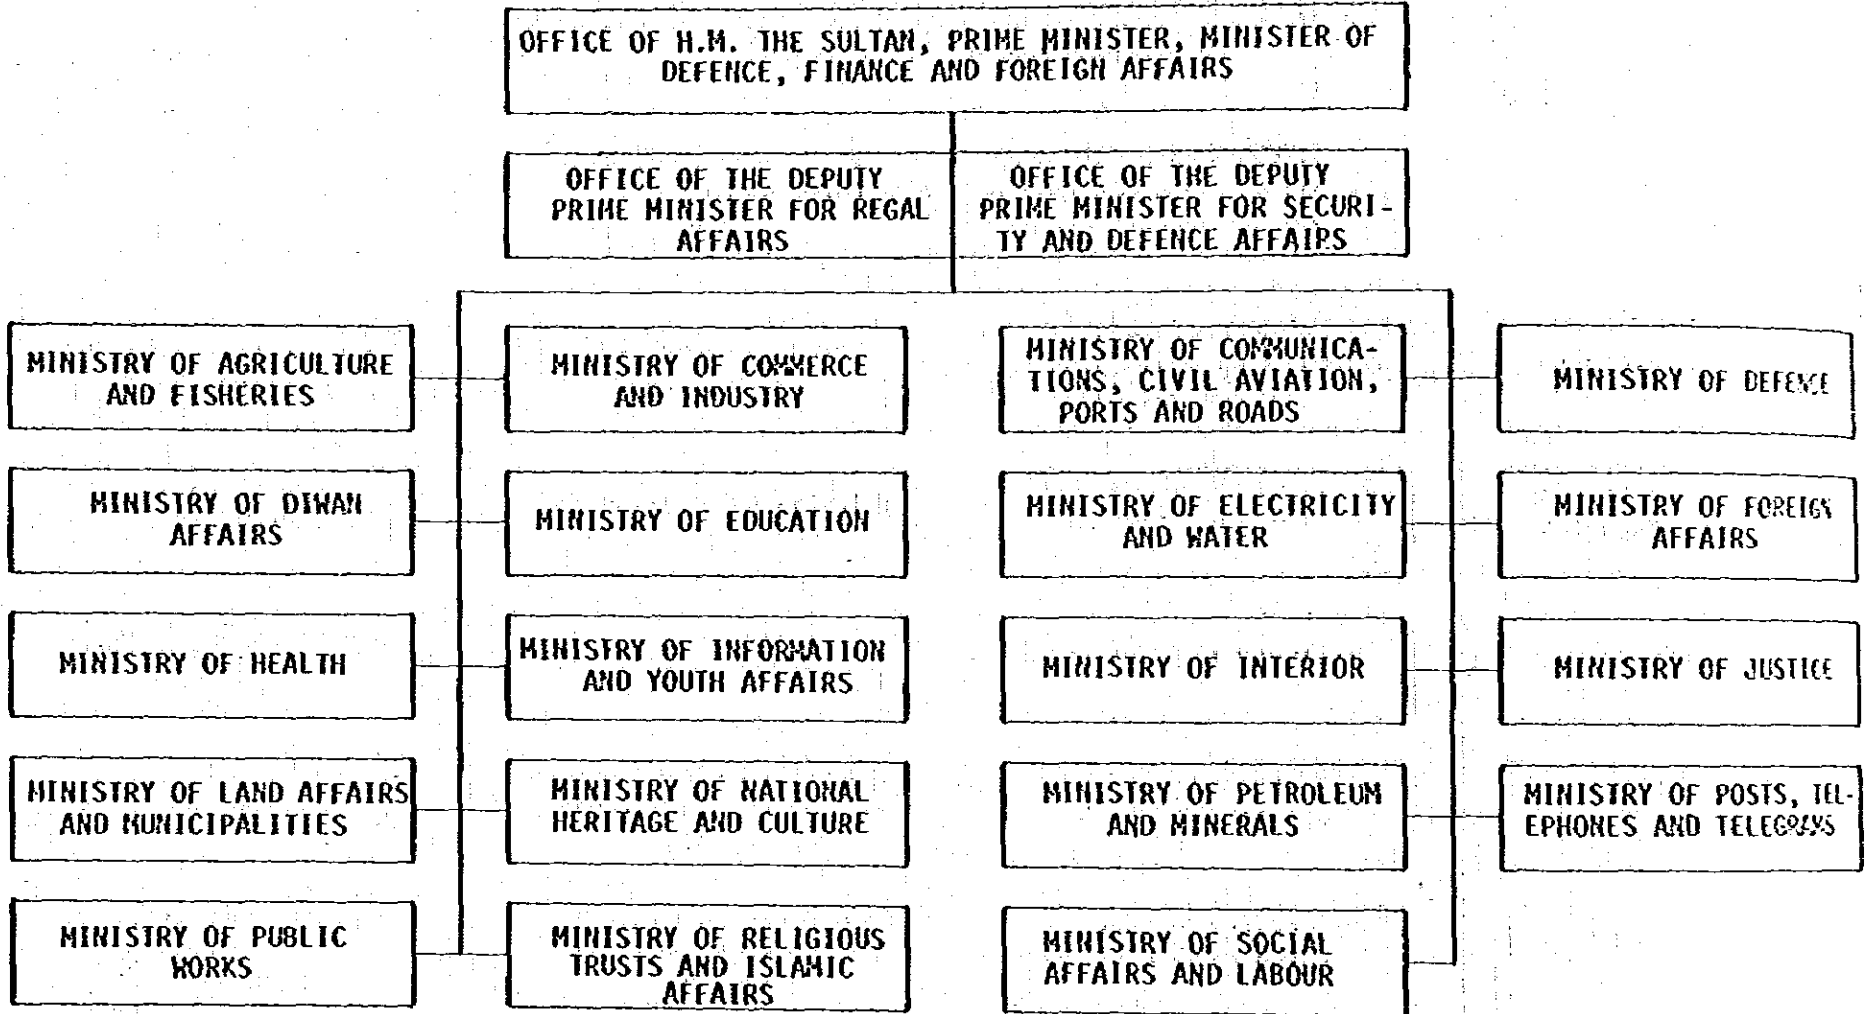 OFFICE OF H.M. THE SULTAN, PRIME MINISTER, MINISTER OF
DEFENCE, FINANCE AND FOREIGN AFFAIRS
OFFICE OF THE DEPUTY
PRIME MINISTER FOR REGAL
AFFAIRS
OFFICE OF THE DEPUTY
PRIME MINISTER FOR SECURI-
TY AND DEFENCE AFFAIRS
MINISTRY OF AGRICULTURE
AND FISHERIES
MINISTRY OF COMMERCE
AND INDUSTRY
MINISTRY OF COMMUNICA-
TIONS, CIVIL AVIATION,
PORTS AND ROADS
MINISTRY OF DEFENCE
MINISTRY OF DIWAN
AFFAIRS
MINISTRY OF EDUCATION
MINISTRY OF ELECTRICITY
AND WATER
MINISTRY OF FOREIGN
AFFAIRS
MINISTRY OF HEALTH
MINISTRY OF INFORMATION
AND YOUTH AFFAIRS
MINISTRY OF INTERIOR
MINISTRY OF JUSTICE
MINISTRY OF LAND AFFAIRS
AND MUNICIPALITIES
MINISTRY OF NATIONAL
HERITAGE AND CULTURE
MINISTRY OF PETROLEUM
AND MINERALS
MINISTRY OF POSTS, TEL-
EPHONES AND TELEGRAMS
MINISTRY OF PUBLIC
WORKS
MINISTRY OF RELIGIOUS
TRUSTS AND ISLAMIC
AFFAIRS
MINISTRY OF SOCIAL
AFFAIRS AND LABOUR